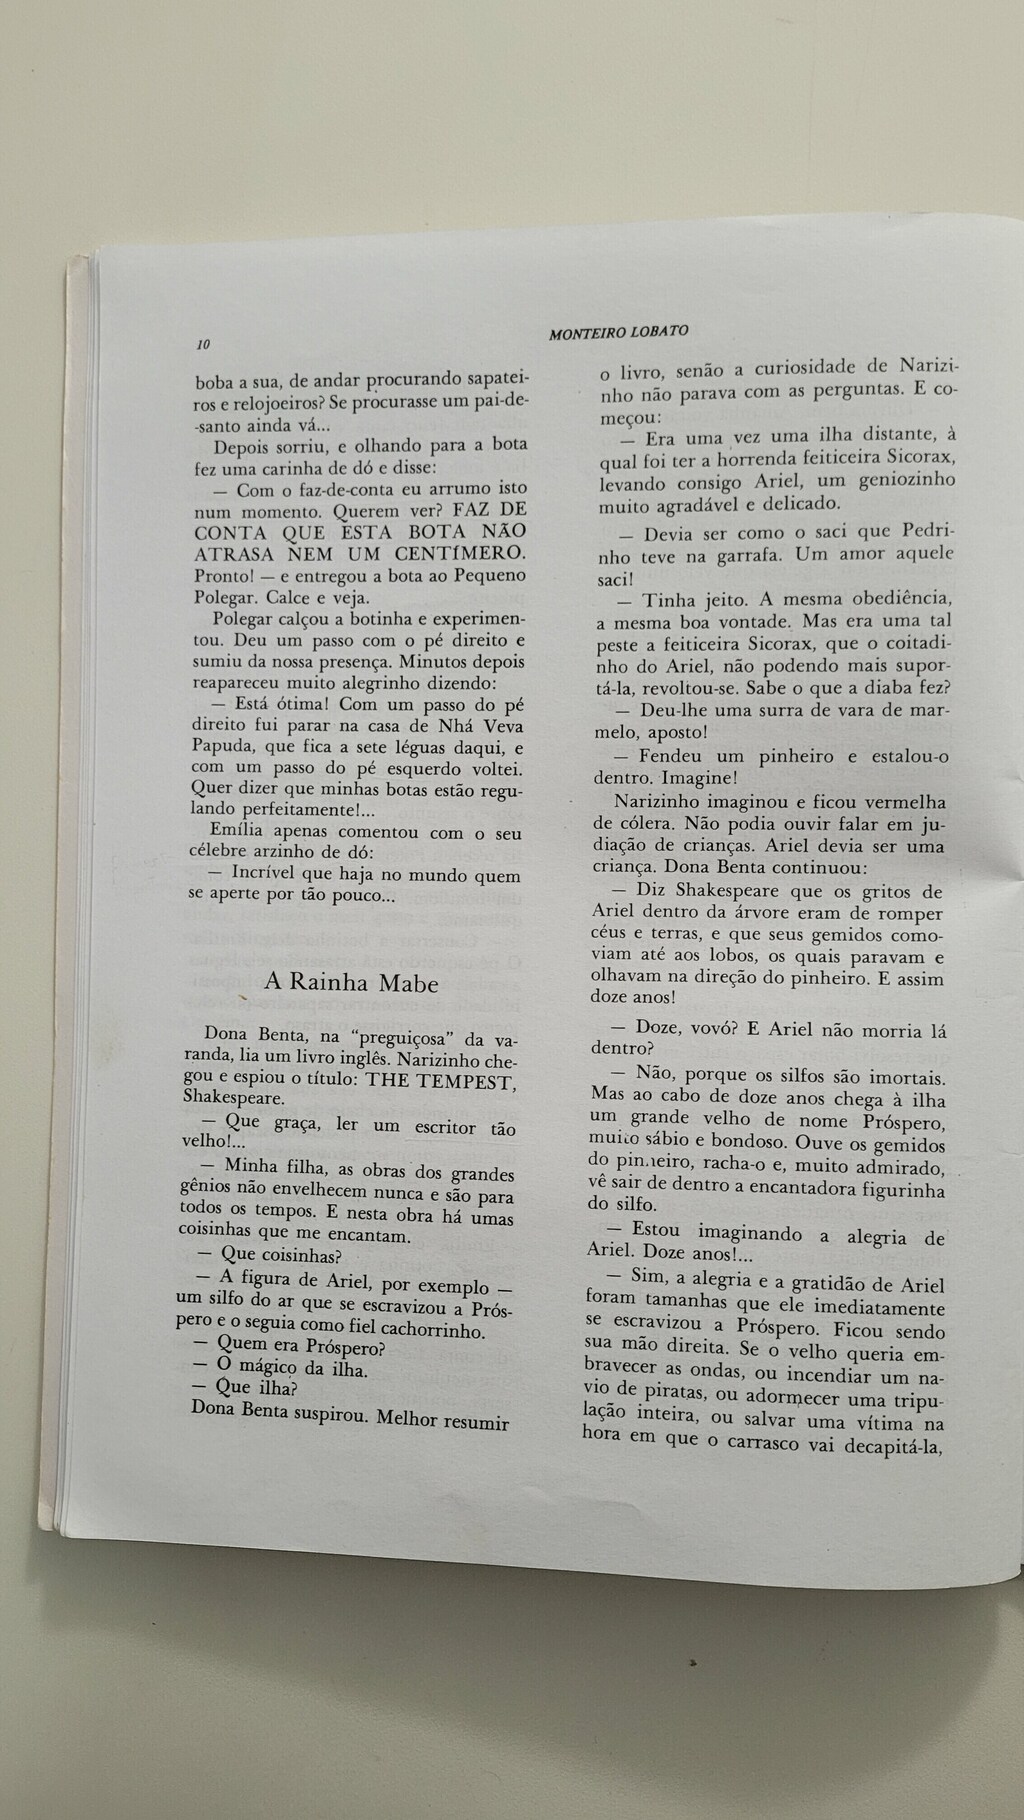 10
MONTEIRO LOBATO
boba a sua, de andar procurando sapatei-
ros e relojoeiros? Se procurasse um pai-de-
-santo ainda vá...
Depois sorriu, e olhando para a bota
fez uma carinha de dó e disse:
— Com o faz-de-conta eu arrumo isto
num momento. Querem ver? FAZ DE
CONTA QUE ESTA BOTA NÃO
ATRASA NEM UM CENTÍMERO.
Pronto! — e entregou a bota ao Pequeno
Polegar. Calce e veja.
Polegar calçou a botinha e experimen-
tou. Deu um passo com o pé direito e
sumiu da nossa presença. Minutos depois
reapareceu muito alegrinho dizendo:
— Está ótima! Com um passo do pé
direito fui parar na casa de Nhá Veva
Papuda, que fica a sete léguas daqui, e
com um passo do pé esquerdo voltei.
Quer dizer que minhas botas estão regu-
lando perfeitamente!...
Emília apenas comentou com o seu
célebre arzinho de dó:
— Incrível que haja no mundo quem
se aperte por tão pouco...
A Rainha Mabe
Dona Benta, na “preguiçosa” da va-
randa, lia um livro inglês. Narizinho che-
gou e espiou o título: THE TEMPEST,
Shakespeare.
— Que graça, ler um escritor tão
velho!...
— Minha filha, as obras dos grandes
gênios não envelhecem nunca e são para
todos os tempos. E nesta obra há umas
coisinhas que me encantam.
— Que coisinhas?
— A figura de Ariel, por exemplo —
um silfo do ar que se escravizou a Prós-
pero e o seguia como fiel cachorrinho.
— Quem era Próspero?
— O mágico da ilha.
— Que ilha?
Dona Benta suspirou. Melhor resumir
o livro, senão a curiosidade de Narizi-
nho não parava com as perguntas. E co-
meçou:
— Era uma vez uma ilha distante, à
qual foi ter a horrenda feiticeira Sicorax,
levando consigo Ariel, um geniozinho
muito agradável e delicado.
— Devia ser como o saci que Pedri-
nho teve na garrafa. Um amor aquele
saci!
— Tinha jeito. A mesma obediência,
a mesma boa vontade. Mas era uma tal
peste a feiticeira Sicorax, que o coitadi-
nho do Ariel, não podendo mais supor-
tá-la, revoltou-se. Sabe o que a diaba fez?
— Deu-lhe uma surra de vara de mar-
melo, aposto!
— Fendeu um pinheiro e estalou-o
dentro. Imagine!
Narizinho imaginou e ficou vermelha
de cólera. Não podia ouvir falar em ju-
diação de crianças. Ariel devia ser uma
criança. Dona Benta continuou:
— Diz Shakespeare que os gritos de
Ariel dentro da árvore eram de romper
céus e terras, e que seus gemidos como-
viam até aos lobos, os quais paravam e
olhavam na direção do pinheiro. E assim
doze anos!
— Doze, vovó? E Ariel não morria lá
dentro?
— Não, porque os silfos são imortais.
Mas ao cabo de doze anos chega à ilha
um grande velho de nome Próspero,
muito sábio e bondoso. Ouve os gemidos
do pinheiro, racha-o e, muito admirado,
vê sair de dentro a encantadora figurinha
do silfo.
— Estou imaginando a alegria de
Ariel. Doze anos!...
— Sim, a alegria e a gratidão de Ariel
foram tamanhas que ele imediatamente
se escravizou a Próspero. Ficou sendo
sua mão direita. Se o velho queria em-
bravecer as ondas, ou incendiar um na-
vio de piratas, ou adormecer uma tripu-
lação inteira, ou salvar uma vítima na
hora em que o carrasco vai decapitá-la,